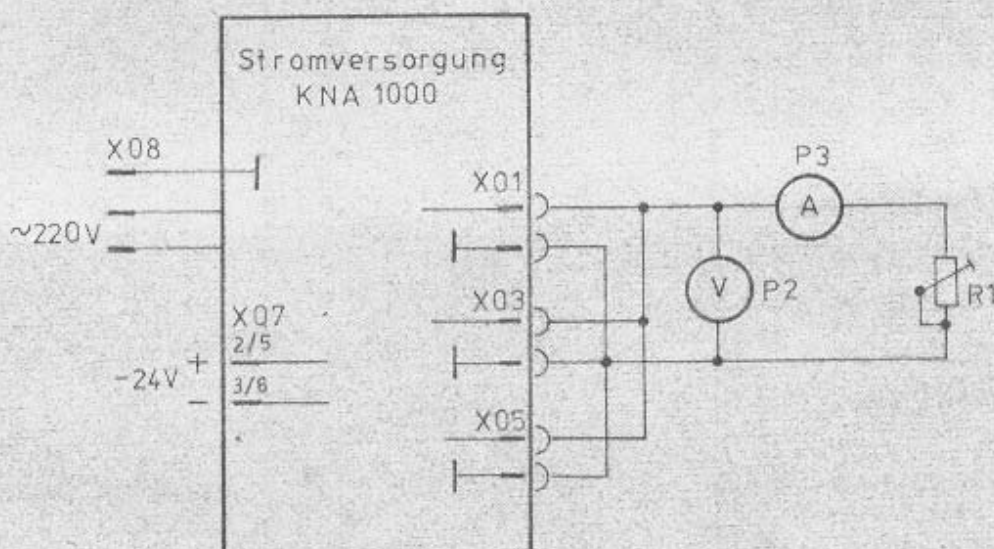 Stromversorgung
KNA 1000
X08
~220V
X07
2/5
+
-24V
3/6
−
X01
X03
X05
P3
A
V
P2
R1